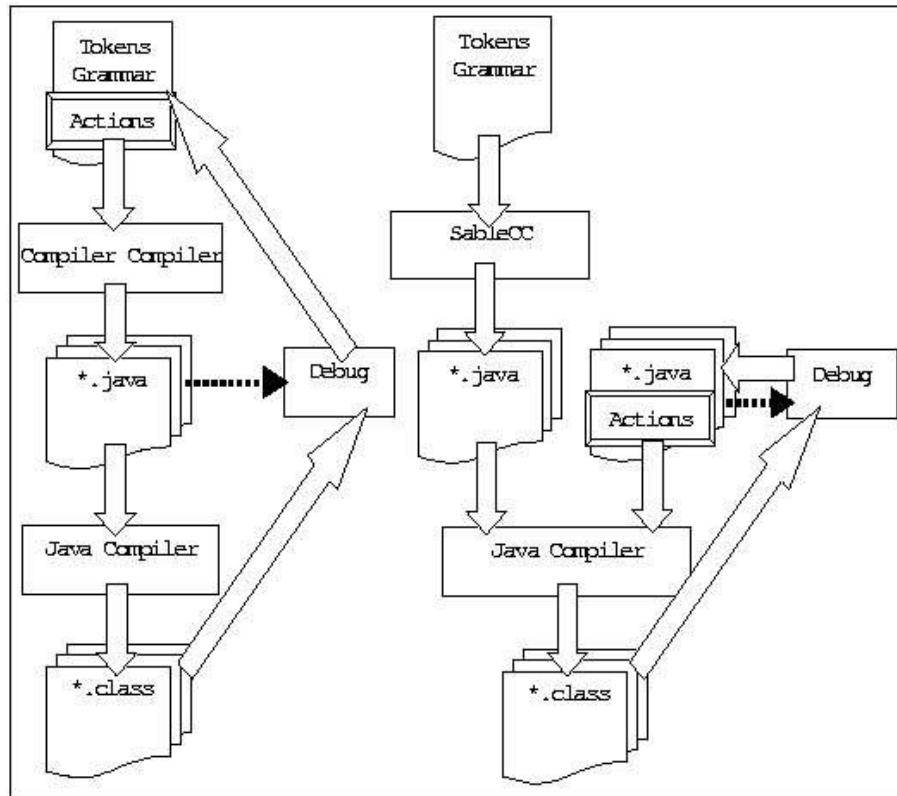 Tokens
Grammar
Actions
Compiler Compiler
*.java
Debug
Java Compiler
*.class
Tokens
Grammar
SableCC
*.java
*.java
Actions
Debug
Java Compiler
*.class